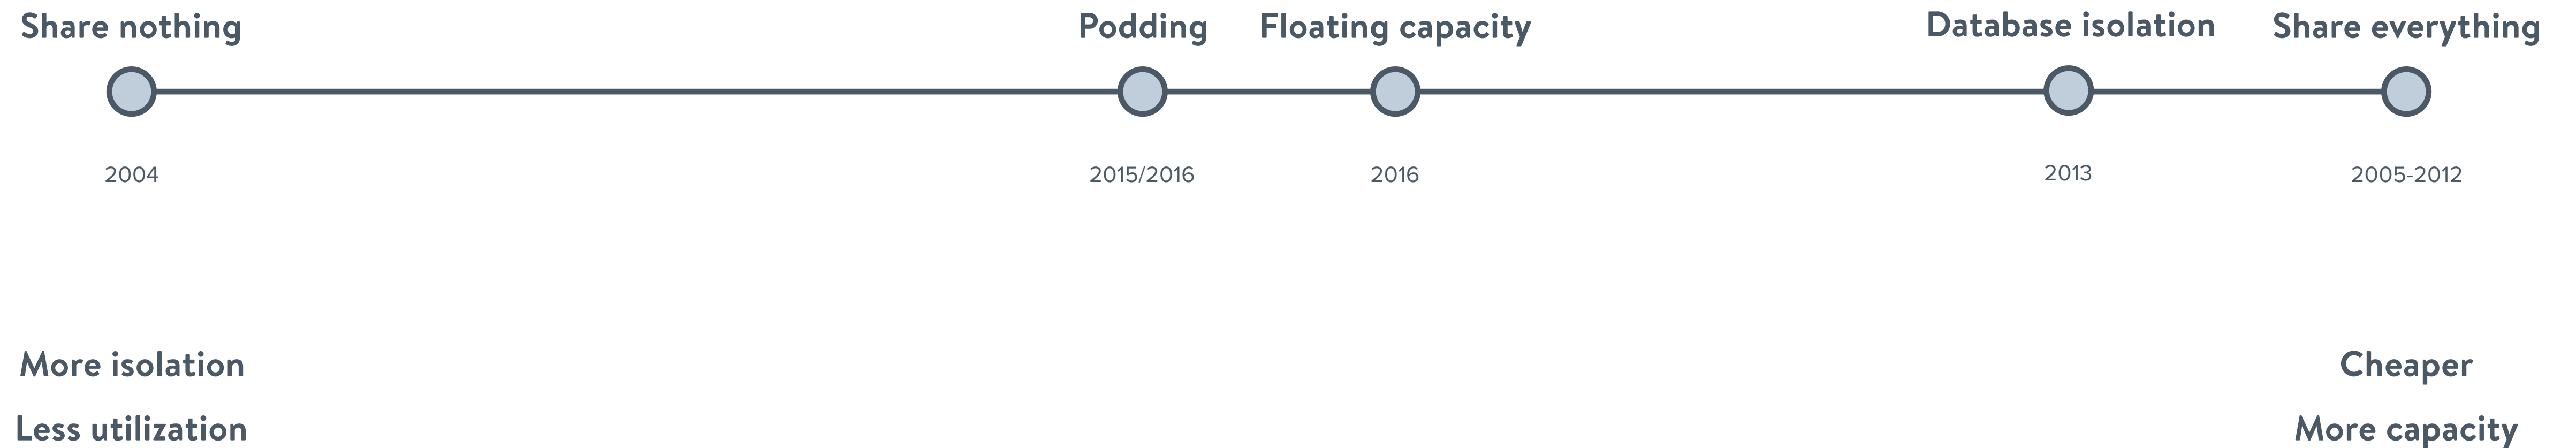 Share nothing
Podding
Floating capacity
Database isolation
Share everything
2004
2015/2016
2016
2013
2005-2012
More isolation
Cheaper
Less utilization
More capacity